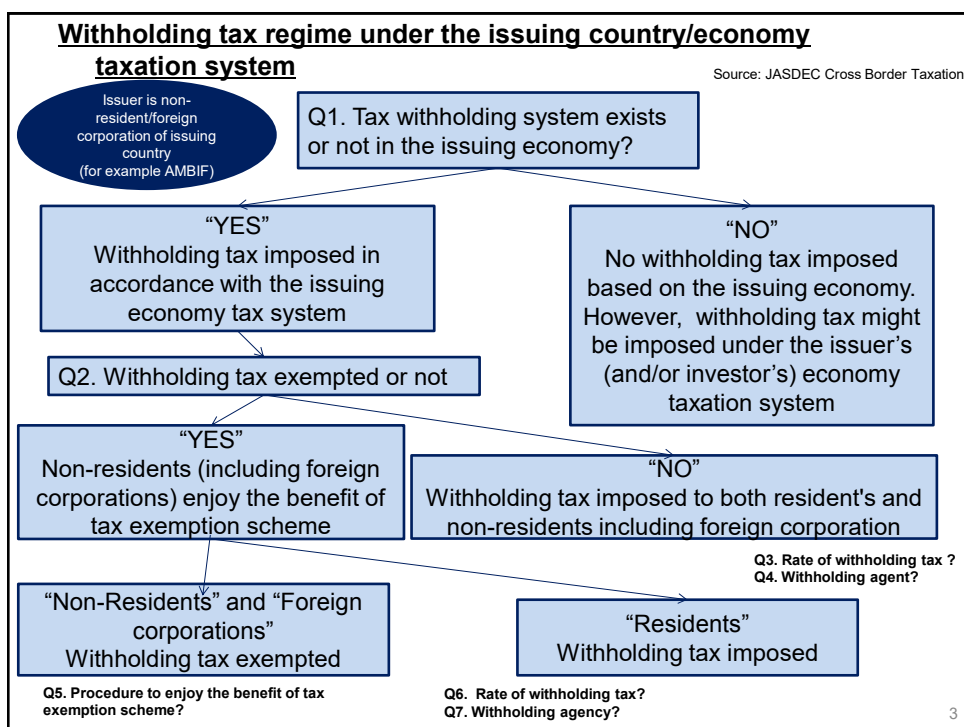 Withholding tax regime under the issuing country/economy
taxation system
Source: JASDEC Cross Border Taxation
Issuer is non-
resident/foreign
corporation of issuing
country
(for example AMBIF)
Q1. Tax withholding system exists
or not in the issuing economy?
“YES”
Withholding tax imposed in
accordance with the issuing
economy tax system
“NO”
No withholding tax imposed
based on the issuing economy.
However, withholding tax might
be imposed under the issuer’s
(and/or investor’s) economy
taxation system
Q2. Withholding tax exempted or not
“YES”
Non-residents (including foreign
corporations) enjoy the benefit of
tax exemption scheme
“NO”
Withholding tax imposed to both resident's and
non-residents including foreign corporation
Q3. Rate of withholding tax ?
Q4. Withholding agent?
“Non-Residents” and “Foreign
corporations”
Withholding tax exempted
“Residents”
Withholding tax imposed
Q5. Procedure to enjoy the benefit of tax
exemption scheme?
Q6. Rate of withholding tax?
Q7. Withholding agency?
3